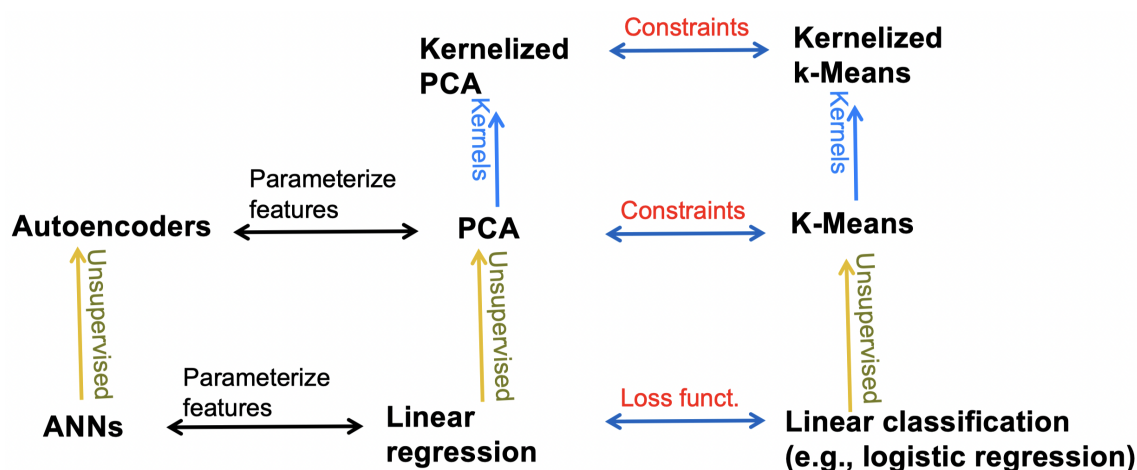 Kernelized
PCA
Constraints
Kernelized
k-Means
Kernels
Kernels
Autoencoders
Parameterize
features
PCA
Constraints
K-Means
Unsupervised
Unsupervised
Unsupervised
ANNs
Parameterize
features
Linear
regression
Loss funct.
Linear classification
(e.g., logistic regression)